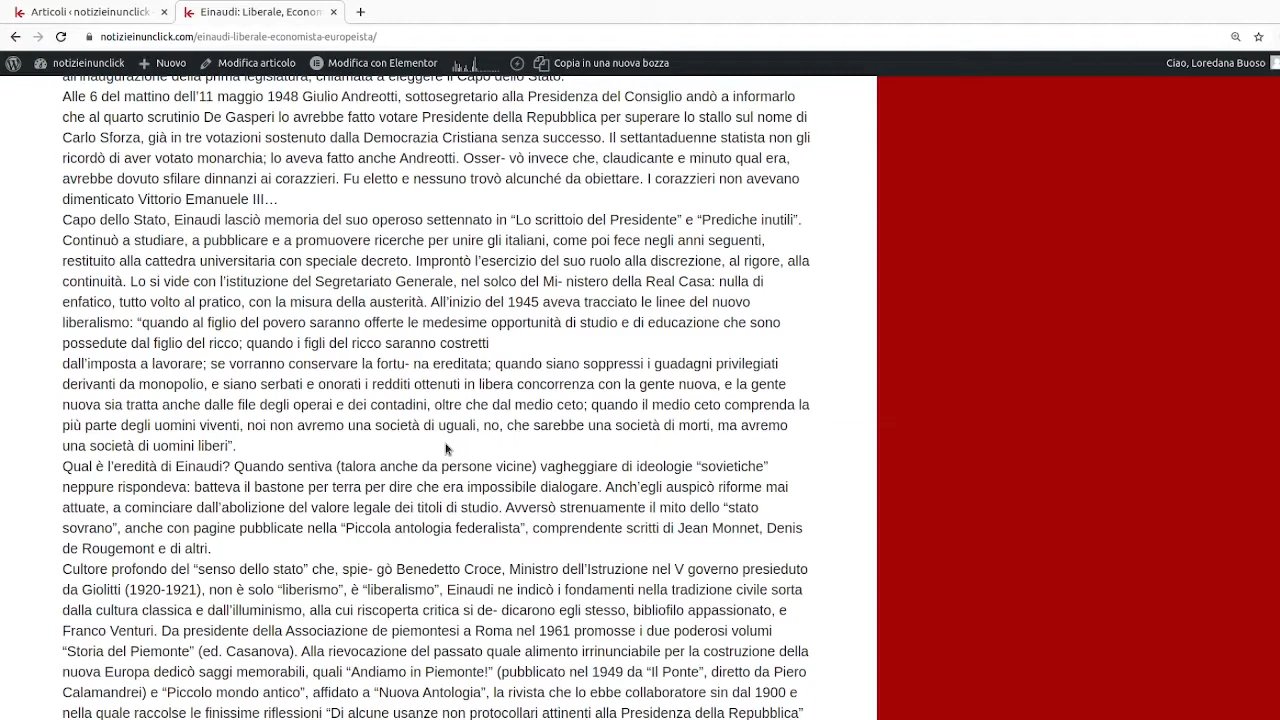 Articoli ‹ notizieinunclick
Einaudi: Liberale, Econom
notizieinunclick.com/einaudi-liberale-economista-europeista/
notizieinunclick Nuovo Modifica articolo Modifica con Elementor Copia in una nuova bozza Ciao, Loredana Buoso
all'inaugurazione della prima legislatura, chiamata a eleggere il Capo dello Stato.
Alle 6 del mattino dell'11 maggio 1948 Giulio Andreotti, sottosegretario alla Presidenza del Consiglio andò a informarlo
che al quarto scrutinio De Gasperi lo avrebbe fatto votare Presidente della Repubblica per superare lo stallo sul nome di
Carlo Sforza, già in tre votazioni sostenuto dalla Democrazia Cristiana senza successo. Il settantaduenne statista non gli
ricordò di aver votato monarchia; lo aveva fatto anche Andreotti. Osser- vò invece che, claudicante e minuto qual era,
avrebbe dovuto sfilare dinnanzi ai corazzieri. Fu eletto e nessuno trovò alcunché da obiettare. I corazzieri non avevano
dimenticato Vittorio Emanuele III…
Capo dello Stato, Einaudi lasciò memoria del suo operoso settennato in “Lo scrittoio del Presidente” e “Prediche inutili”.
Continuò a studiare, a pubblicare e a promuovere ricerche per unire gli italiani, come poi fece negli anni seguenti,
restituito alla cattedra universitaria con speciale decreto. Improntò l'esercizio del suo ruolo alla discrezione, al rigore, alla
continuità. Lo si vide con l'istituzione del Segretariato Generale, nel solco del Mi- nistero della Real Casa: nulla di
enfatico, tutto volto al pratico, con la misura della austerità. All'inizio del 1945 aveva tracciato le linee del nuovo
liberalismo: “quando al figlio del povero saranno offerte le medesime opportunità di studio e di educazione che sono
possedute dal figlio del ricco; quando i figli del ricco saranno costretti
dall'imposta a lavorare; se vorranno conservare la fortu- na ereditata; quando siano soppressi i guadagni privilegiati
derivanti da monopolio, e siano serbati e onorati i redditi ottenuti in libera concorrenza con la gente nuova, e la gente
nuova sia tratta anche dalle file degli operai e dei contadini, oltre che dal medio ceto; quando il medio ceto comprenda la
più parte degli uomini viventi, noi non avremo una società di uguali, no, che sarebbe una società di morti, ma avremo
una società di uomini liberi”.
Qual è l'eredità di Einaudi? Quando sentiva (talora anche da persone vicine) vagheggiare di ideologie “sovietiche”
neppure rispondeva: batteva il bastone per terra per dire che era impossibile dialogare. Anch'egli auspicò riforme mai
attuate, a cominciare dall'abolizione del valore legale dei titoli di studio. Avversò strenuamente il mito dello “stato
sovrano”, anche con pagine pubblicate nella “Piccola antologia federalista”, comprendente scritti di Jean Monnet, Denis
de Rougemont e di altri.
Cultore profondo del “senso dello stato” che, spie- gò Benedetto Croce, Ministro dell'Istruzione nel V governo presieduto
da Giolitti (1920-1921), non è solo “liberismo”, è “liberalismo”, Einaudi ne indicò i fondamenti nella tradizione civile sorta
dalla cultura classica e dall'illuminismo, alla cui riscoperta critica si de- dicarono egli stesso, bibliofilo appassionato, e
Franco Venturi. Da presidente della Associazione de piemontesi a Roma nel 1961 promosse i due poderosi volumi
“Storia del Piemonte” (ed. Casanova). Alla rievocazione del passato quale alimento irrinunciabile per la costruzione della
nuova Europa dedicò saggi memorabili, quali “Andiamo in Piemonte!” (pubblicato nel 1949 da “Il Ponte”, diretto da Piero
Calamandrei) e “Piccolo mondo antico”, affidato a “Nuova Antologia”, la rivista che lo ebbe collaboratore sin dal 1900 e
nella quale raccolse le finissime riflessioni “Di alcune usanze non protocollari attinenti alla Presidenza della Repubblica”